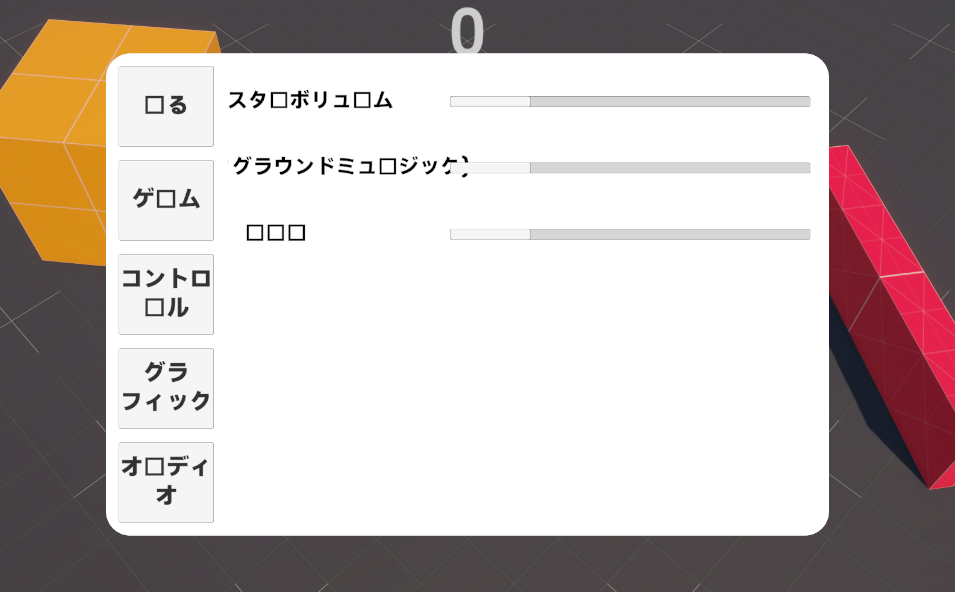 0
□る
スタ□ボリュ□ム
グラウンドミュ□ジック)
ゲ□ム
□□□
コントロ
□ル
グラ
フィック
オ□ディ
オ